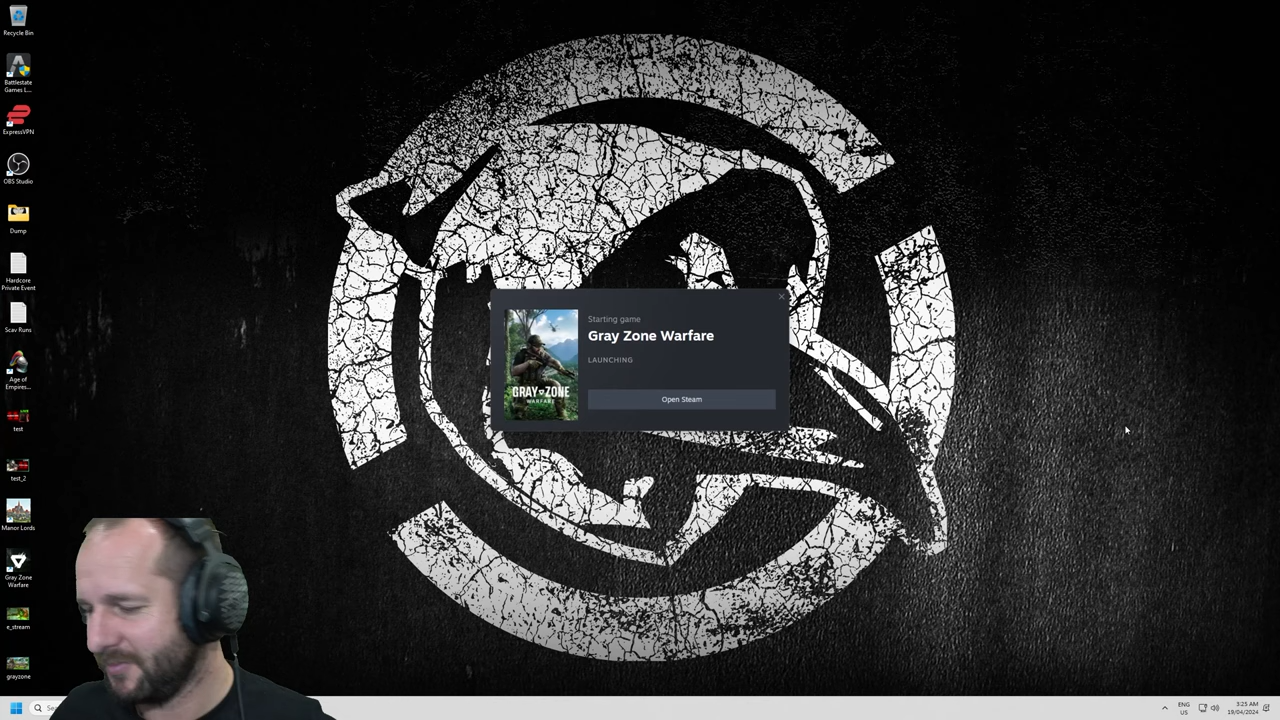 Recycle Bin
Battlestate
Games L...
ExpressVPN
OBS Studio
Dump
Hardcore
Private Event
Scav Runs
Age of
Empires...
test
test_2
Manor Lords
Gray Zone
Warfare
e_stream
grayzone
Starting game
Gray Zone Warfare
LAUNCHING
Open Steam
GRAY ZONE
WARFARE
ENG
US
3:25 AM
19/04/2024